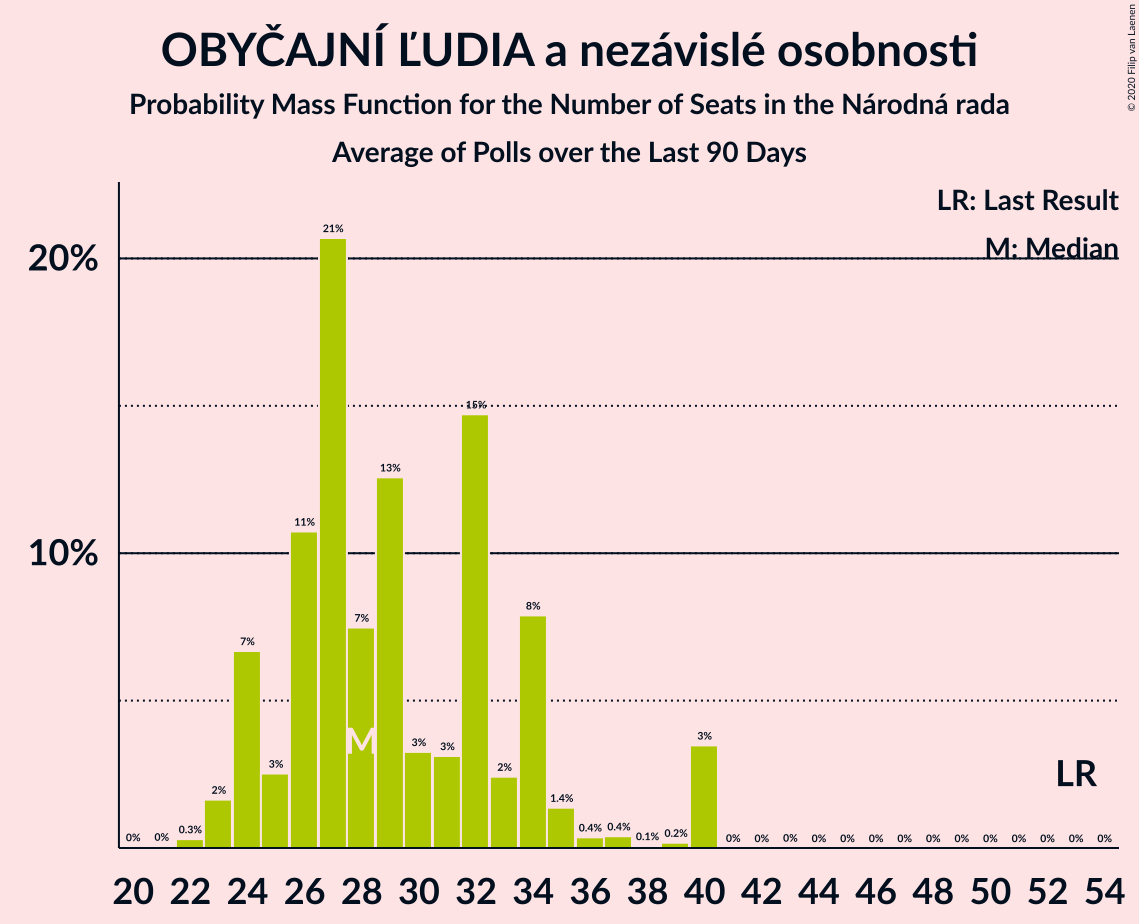 OBYČAJNÍ ĽUDIA a nezávislé osobnosti
Probability Mass Function for the Number of Seats in the Národná rada
Average of Polls over the Last 90 Days
© 2020 Filip van Laenen
LR: Last Result
M: Median
20%
10%
0% 0% 0.3% 2% 7% 3% 11% 21% 7% 13% 3% 3% 15% 2% 8% 1.4% 0.4% 0.4% 0.1% 0.2% 3% 0% 0% 0% 0% 0% 0% 0% 0% 0% 0% 0% 0% 0% 0%
M
LR
20 22 24 26 28 30 32 34 36 38 40 42 44 46 48 50 52 54